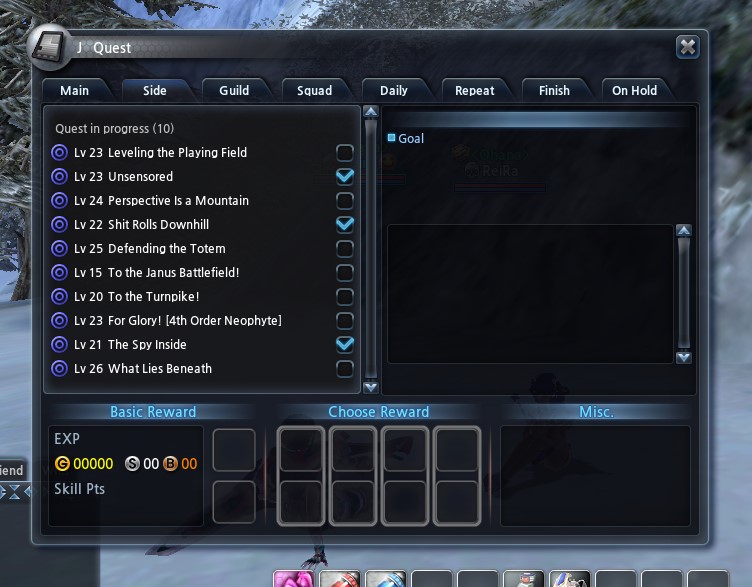 J Quest
Main Side Guild Squad Daily Repeat Finish On Hold
Quest in progress (10)
Lv 23 Leveling the Playing Field
Lv 23 Unsensored
Lv 24 Perspective Is a Mountain
Lv 22 Shit Rolls Downhill
Lv 25 Defending the Totem
Lv 15 To the Janus Battlefield!
Lv 20 To the Turnpike!
Lv 23 For Glory! [4th Order Neophyte]
Lv 21 The Spy Inside
Lv 26 What Lies Beneath
Goal
ReiRa
Basic Reward Choose Reward Misc.
EXP
G 00000 S 00 B 00
Skill Pts
iend